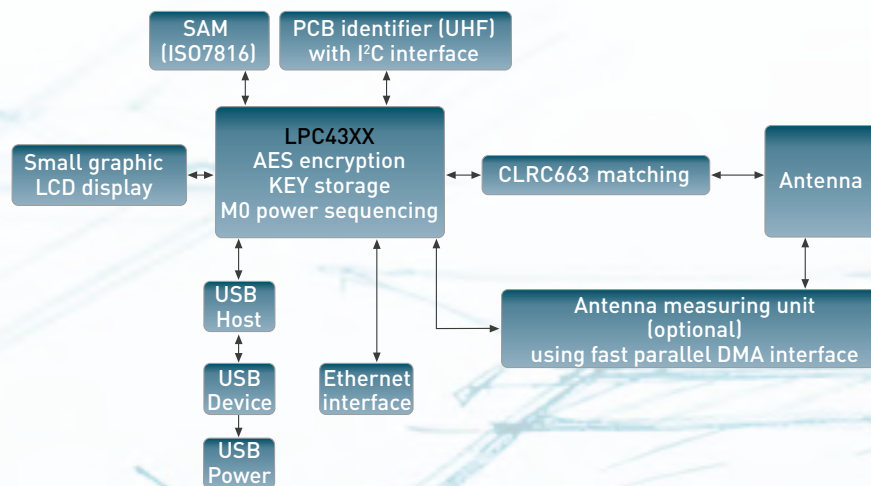 SAM
(ISO7816)
PCB identifier (UHF)
with I²C interface
LPC43XX
AES encryption
KEY storage
M0 power sequencing
Small graphic
LCD display
CLRC663 matching
Antenna
USB
Host
Antenna measuring unit
(optional)
using fast parallel DMA interface
USB
Device
Ethernet
interface
USB
Power